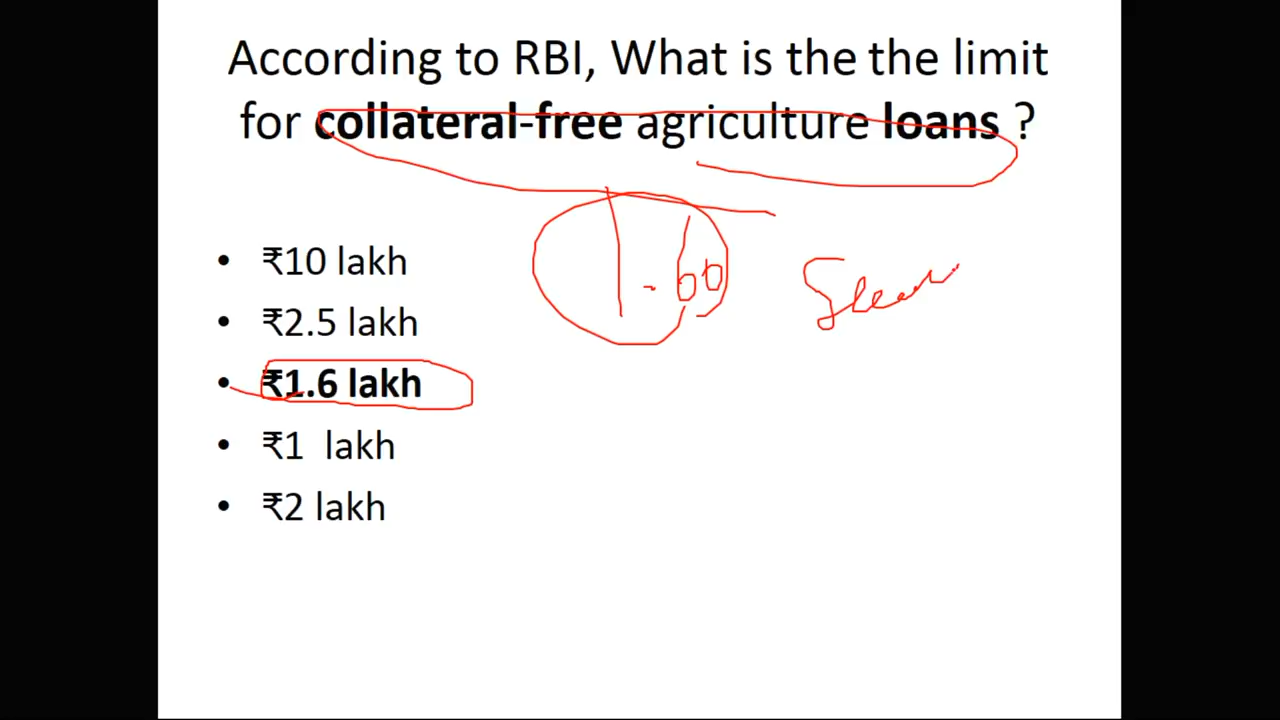 According to RBI, What is the the limit
for collateral-free agriculture loans ?
1.60
• ₹10 lakh
• ₹2.5 lakh
• ₹1.6 lakh
• ₹1 lakh
• ₹2 lakh